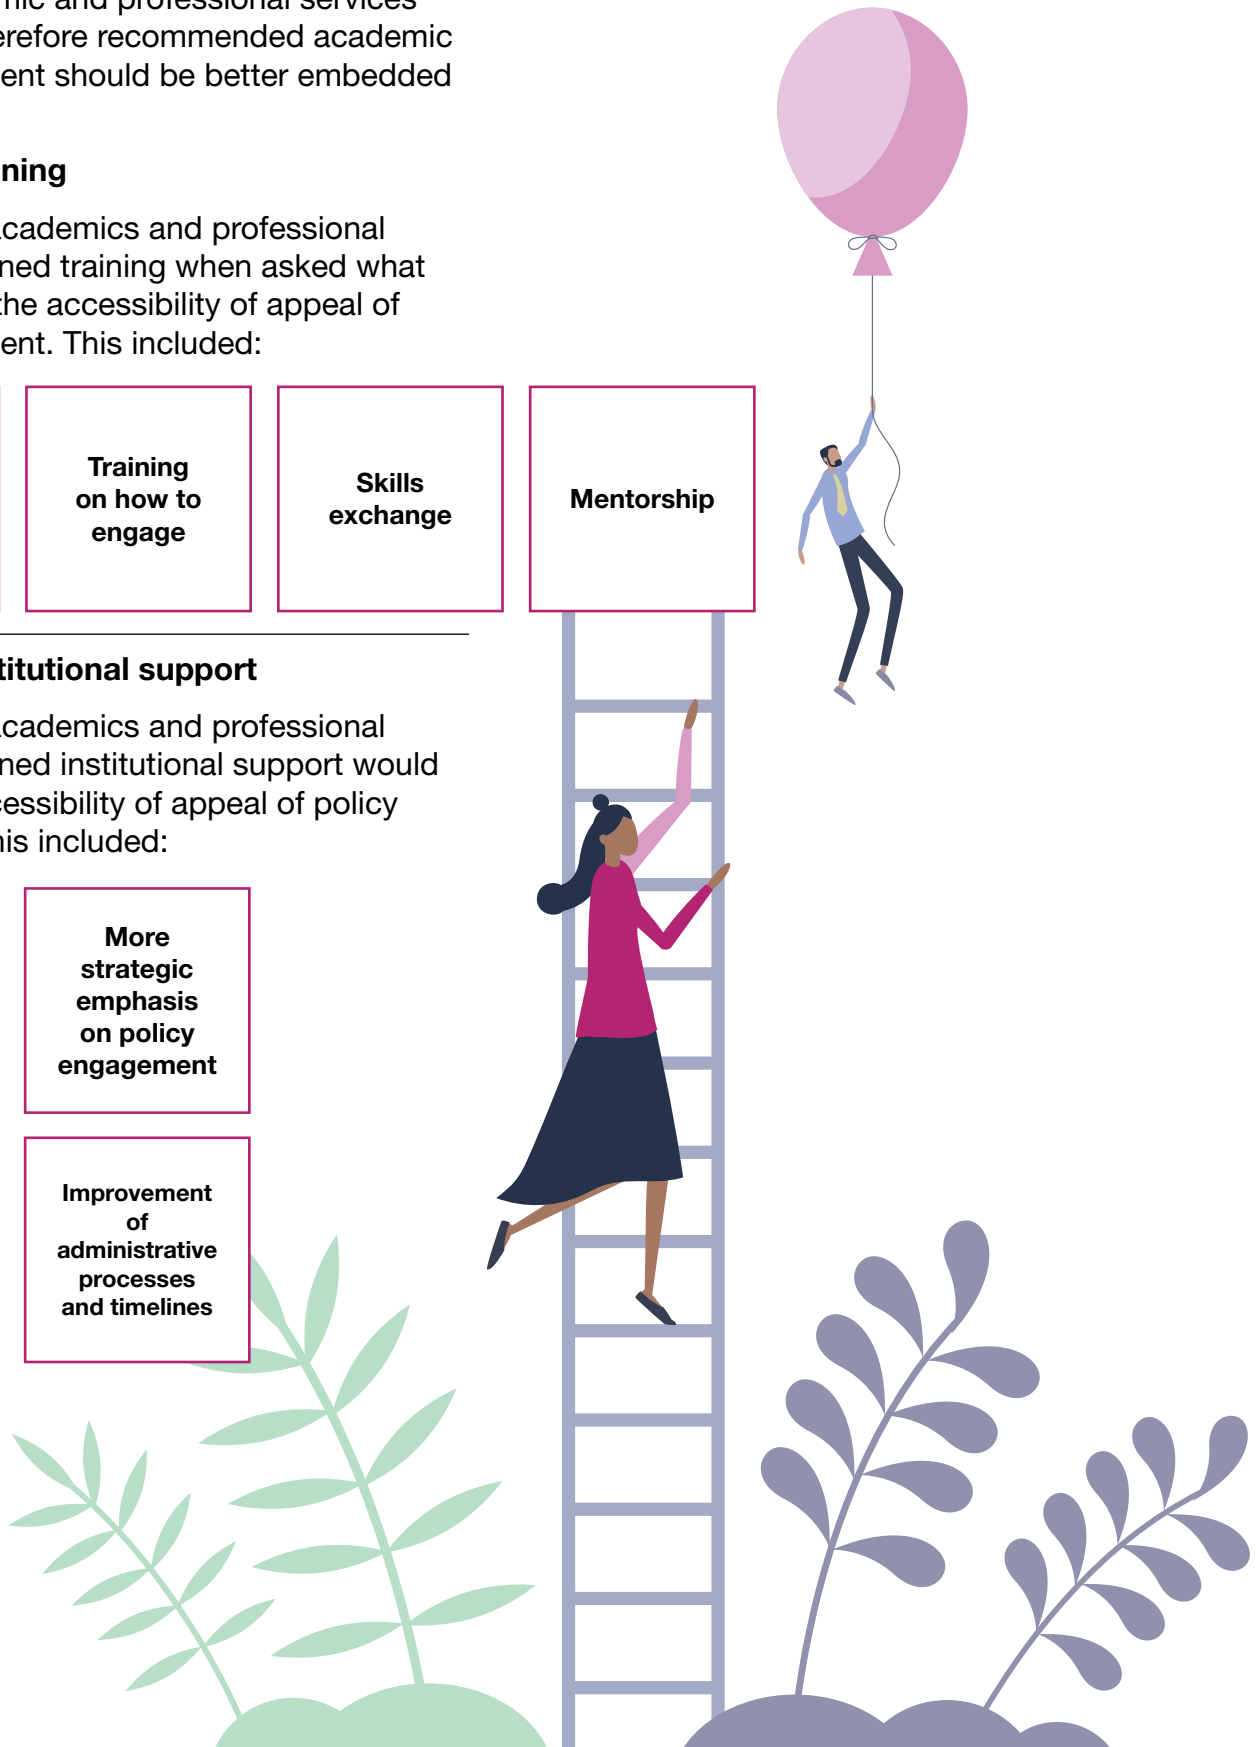 mic and professional services
erefore recommended academic
ent should be better embedded
ning
academics and professional
ned training when asked what
the accessibility of appeal of
ent. This included:
Training
on how to
engage
Skills
exchange
Mentorship
titutional support
academics and professional
ned institutional support would
cessibility of appeal of policy
his included:
More
strategic
emphasis
on policy
engagement
Improvement
of
administrative
processes
and timelines